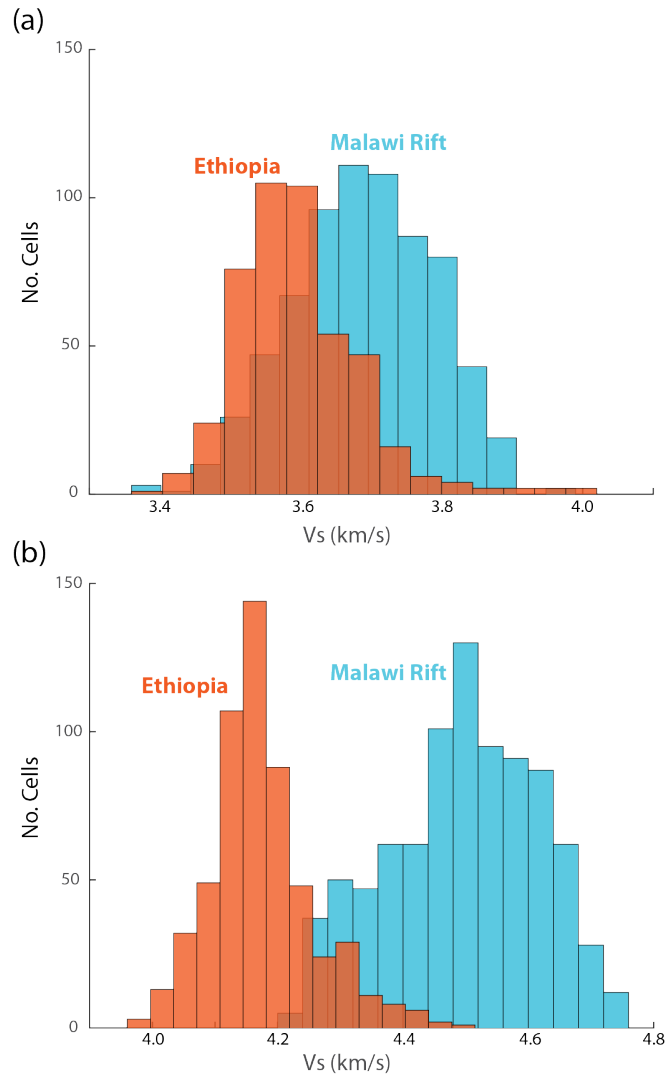 (a)
150
Malawi Rift
Ethiopia
100
No. Cells
50
0
3.4 3.6 3.8 4.0
Vs (km/s)
(b)
150
Ethiopia
Malawi Rift
100
No. Cells
50
0
4.0 4.2 4.4 4.6 4.8
Vs (km/s)